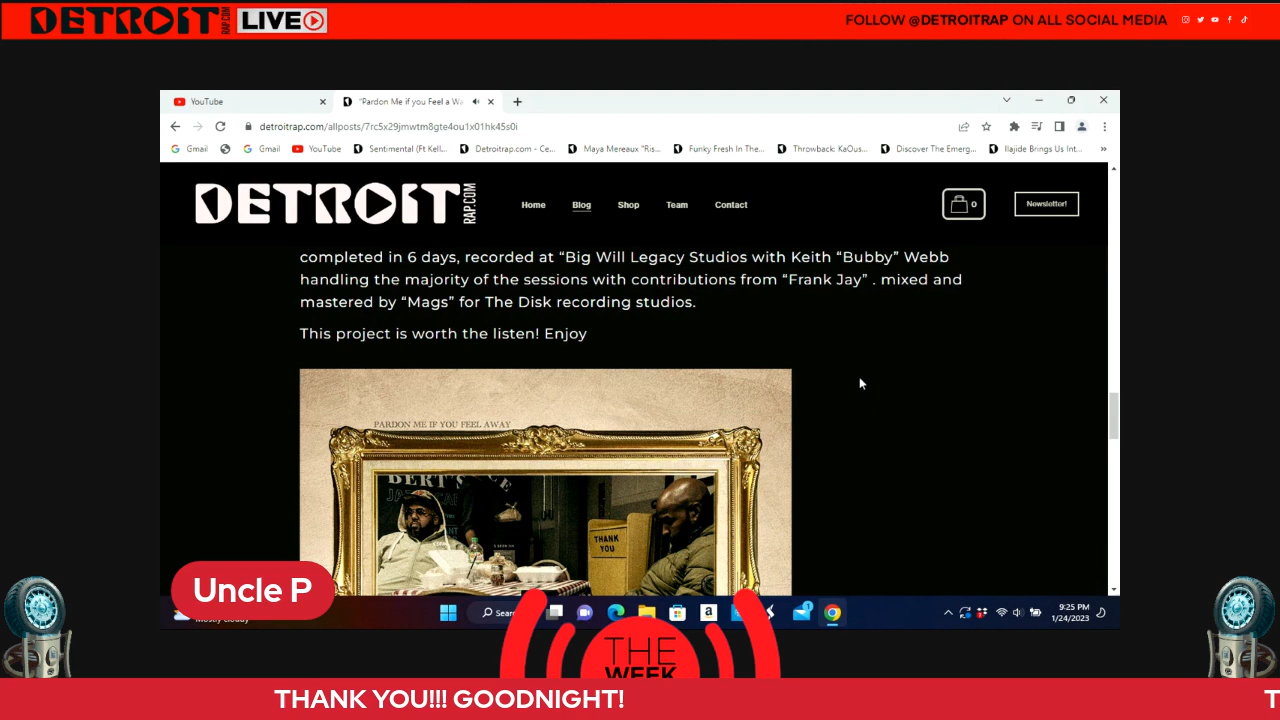 DETROIT RAP.COM LIVE
FOLLOW @DETROITRAP ON ALL SOCIAL MEDIA
YouTube
"Pardon Me if you Feel a Wa
detroitrap.com/allposts/7rc5x29jmwtm8gte4ou1x01hk45s0i
Gmail Gmail YouTube Sentimental (Ft Kell... Detroitrap.com - Ce... Maya Mereaux "Ris... Funky Fresh In The... Throwback: KaOus... Discover The Emerg... Ilajide Brings Us Int... »
DETROIT RAP.COM
Home Blog Shop Team Contact
0
Newsletter!
completed in 6 days, recorded at “Big Will Legacy Studios with Keith “Bubby” Webb
handling the majority of the sessions with contributions from “Frank Jay” . mixed and
mastered by “Mags” for The Disk recording studios.
This project is worth the listen! Enjoy
PARDON ME IF YOU FEEL AWAY
THANK
YOU
Uncle P
Mostly cloudy
Sear
9:25 PM
1/24/2023
THE
WEEK
THANK YOU!!! GOODNIGHT!
T